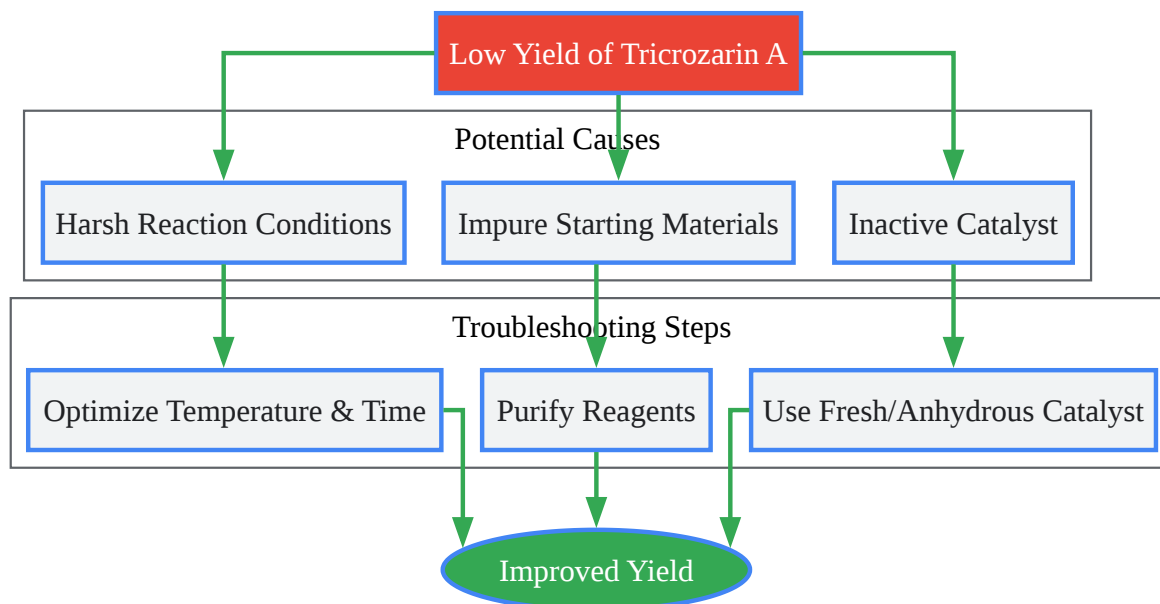 Low Yield of Tricrozarin A
Potential Causes
Harsh Reaction Conditions
Impure Starting Materials
Inactive Catalyst
Troubleshooting Steps
Optimize Temperature & Time
Purify Reagents
Use Fresh/Anhydrous Catalyst
Improved Yield